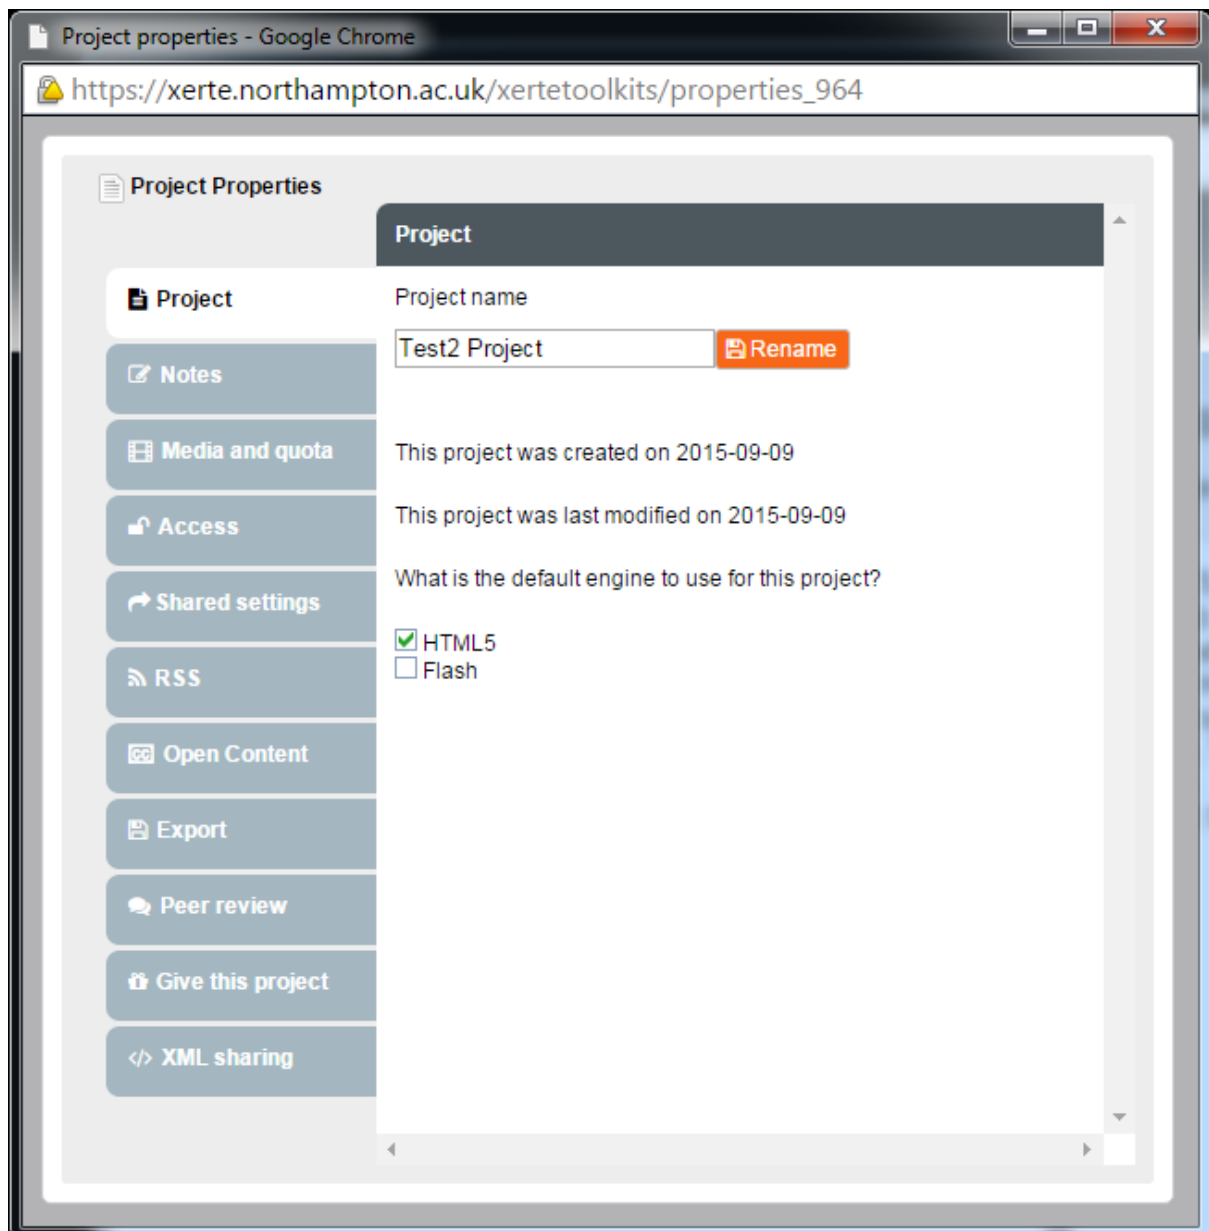 Project properties - Google Chrome
https://xerte.northampton.ac.uk/xertetoolkits/properties_964
Project Properties
Project
Project
Notes
Media and quota
Access
Shared settings
RSS
Open Content
Export
Peer review
Give this project
XML sharing
Project name
Test2 Project Rename
This project was created on 2015-09-09
This project was last modified on 2015-09-09
What is the default engine to use for this project?
HTML5
Flash